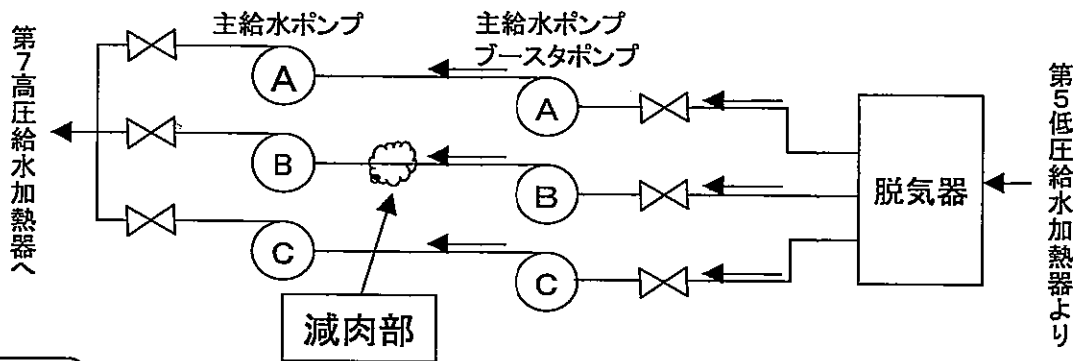 主給水ポンプ
主給水ポンプ
ブースタポンプ
第7高圧給水加熱器へ
A
B
C
A
B
C
脱気器
第5低圧給水加熱器より
減肉部